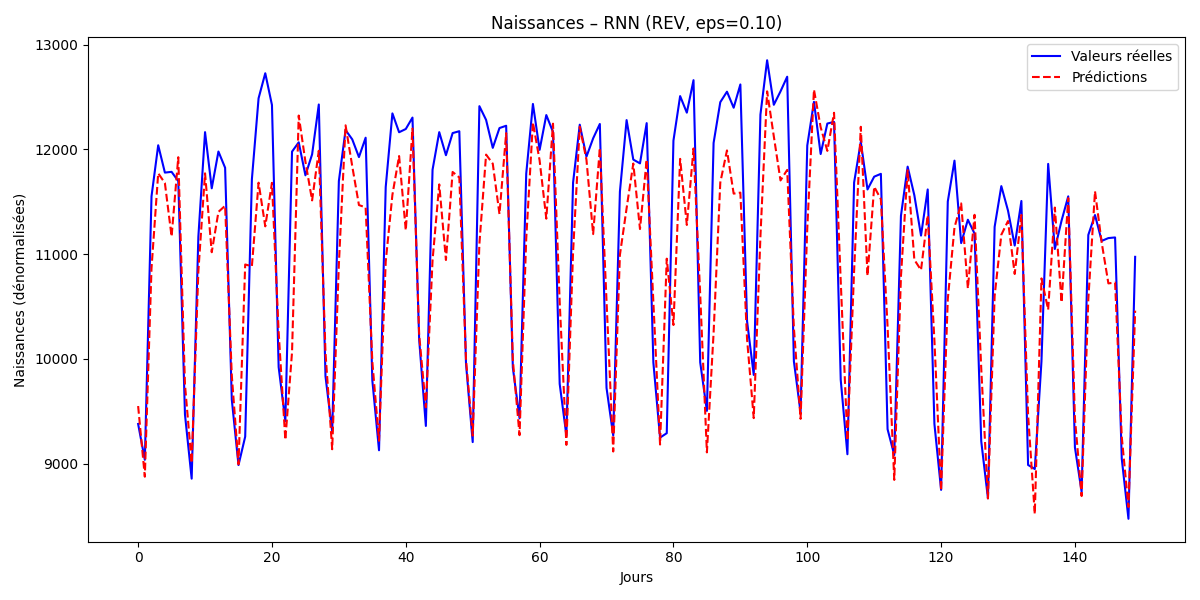 Naissances – RNN (REV, eps=0.10)
Valeurs réelles
Prédictions
Naissances (dénormalisées)
13000
12000
11000
10000
9000
0 20 40 60 80 100 120 140
Jours